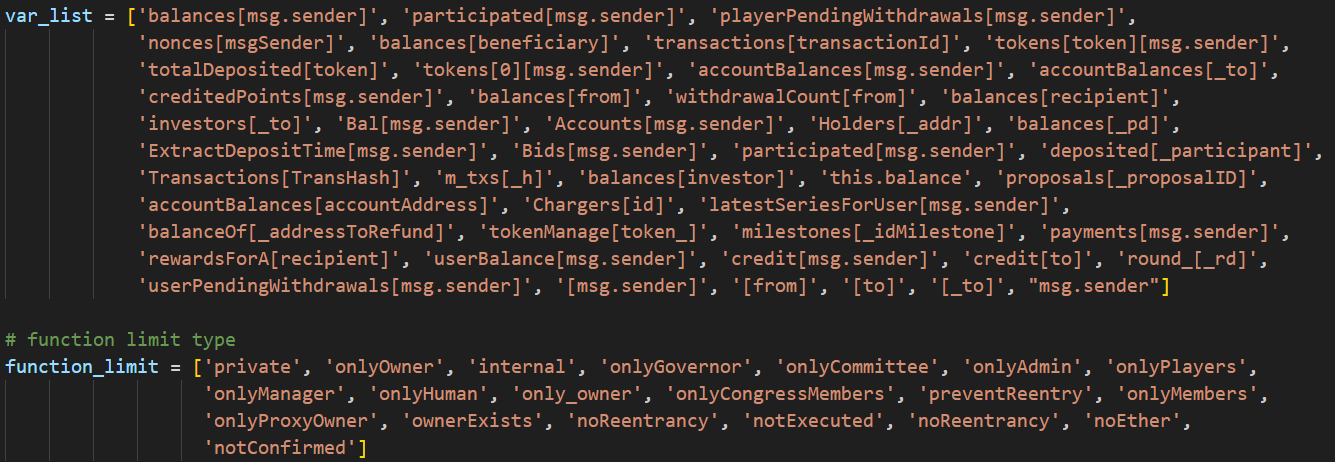 var_list = ['balances[msg.sender]', 'participated[msg.sender]', 'playerPendingWithdrawals[msg.sender]',
'nonces[msgSender]', 'balances[beneficiary]', 'transactions[transactionId]', 'tokens[token][msg.sender]',
'totalDeposited[token]', 'tokens[0][msg.sender]', 'accountBalances[msg.sender]', 'accountBalances[_to]',
'creditedPoints[msg.sender]', 'balances[from]', 'withdrawalCount[from]', 'balances[recipient]',
'investors[_to]', 'Bal[msg.sender]', 'Accounts[msg.sender]', 'Holders[_addr]', 'balances[_pd]',
'ExtractDepositTime[msg.sender]', 'Bids[msg.sender]', 'participated[msg.sender]', 'deposited[_participant]',
'Transactions[TransHash]', 'm_txs[_h]', 'balances[investor]', 'this.balance', 'proposals[_proposalID]',
'accountBalances[accountAddress]', 'Chargers[id]', 'latestSeriesForUser[msg.sender]',
'balanceOf[_addressToRefund]', 'tokenManage[token_]', 'milestones[_idMilestone]', 'payments[msg.sender]',
'rewardsForA[recipient]', 'userBalance[msg.sender]', 'credit[msg.sender]', 'credit[to]', 'round_[_rd]',
'userPendingWithdrawals[msg.sender]', '[msg.sender]', '[from]', '[to]', '[_to]', "msg.sender"]
# function limit type
function_limit = ['private', 'onlyOwner', 'internal', 'onlyGovernor', 'onlyCommittee', 'onlyAdmin', 'onlyPlayers',
'onlyManager', 'onlyHuman', 'only_owner', 'onlyCongressMembers', 'preventReentry', 'onlyMembers',
'onlyProxyOwner', 'ownerExists', 'noReentrancy', 'notExecuted', 'noReentrancy', 'noEther',
'notConfirmed']